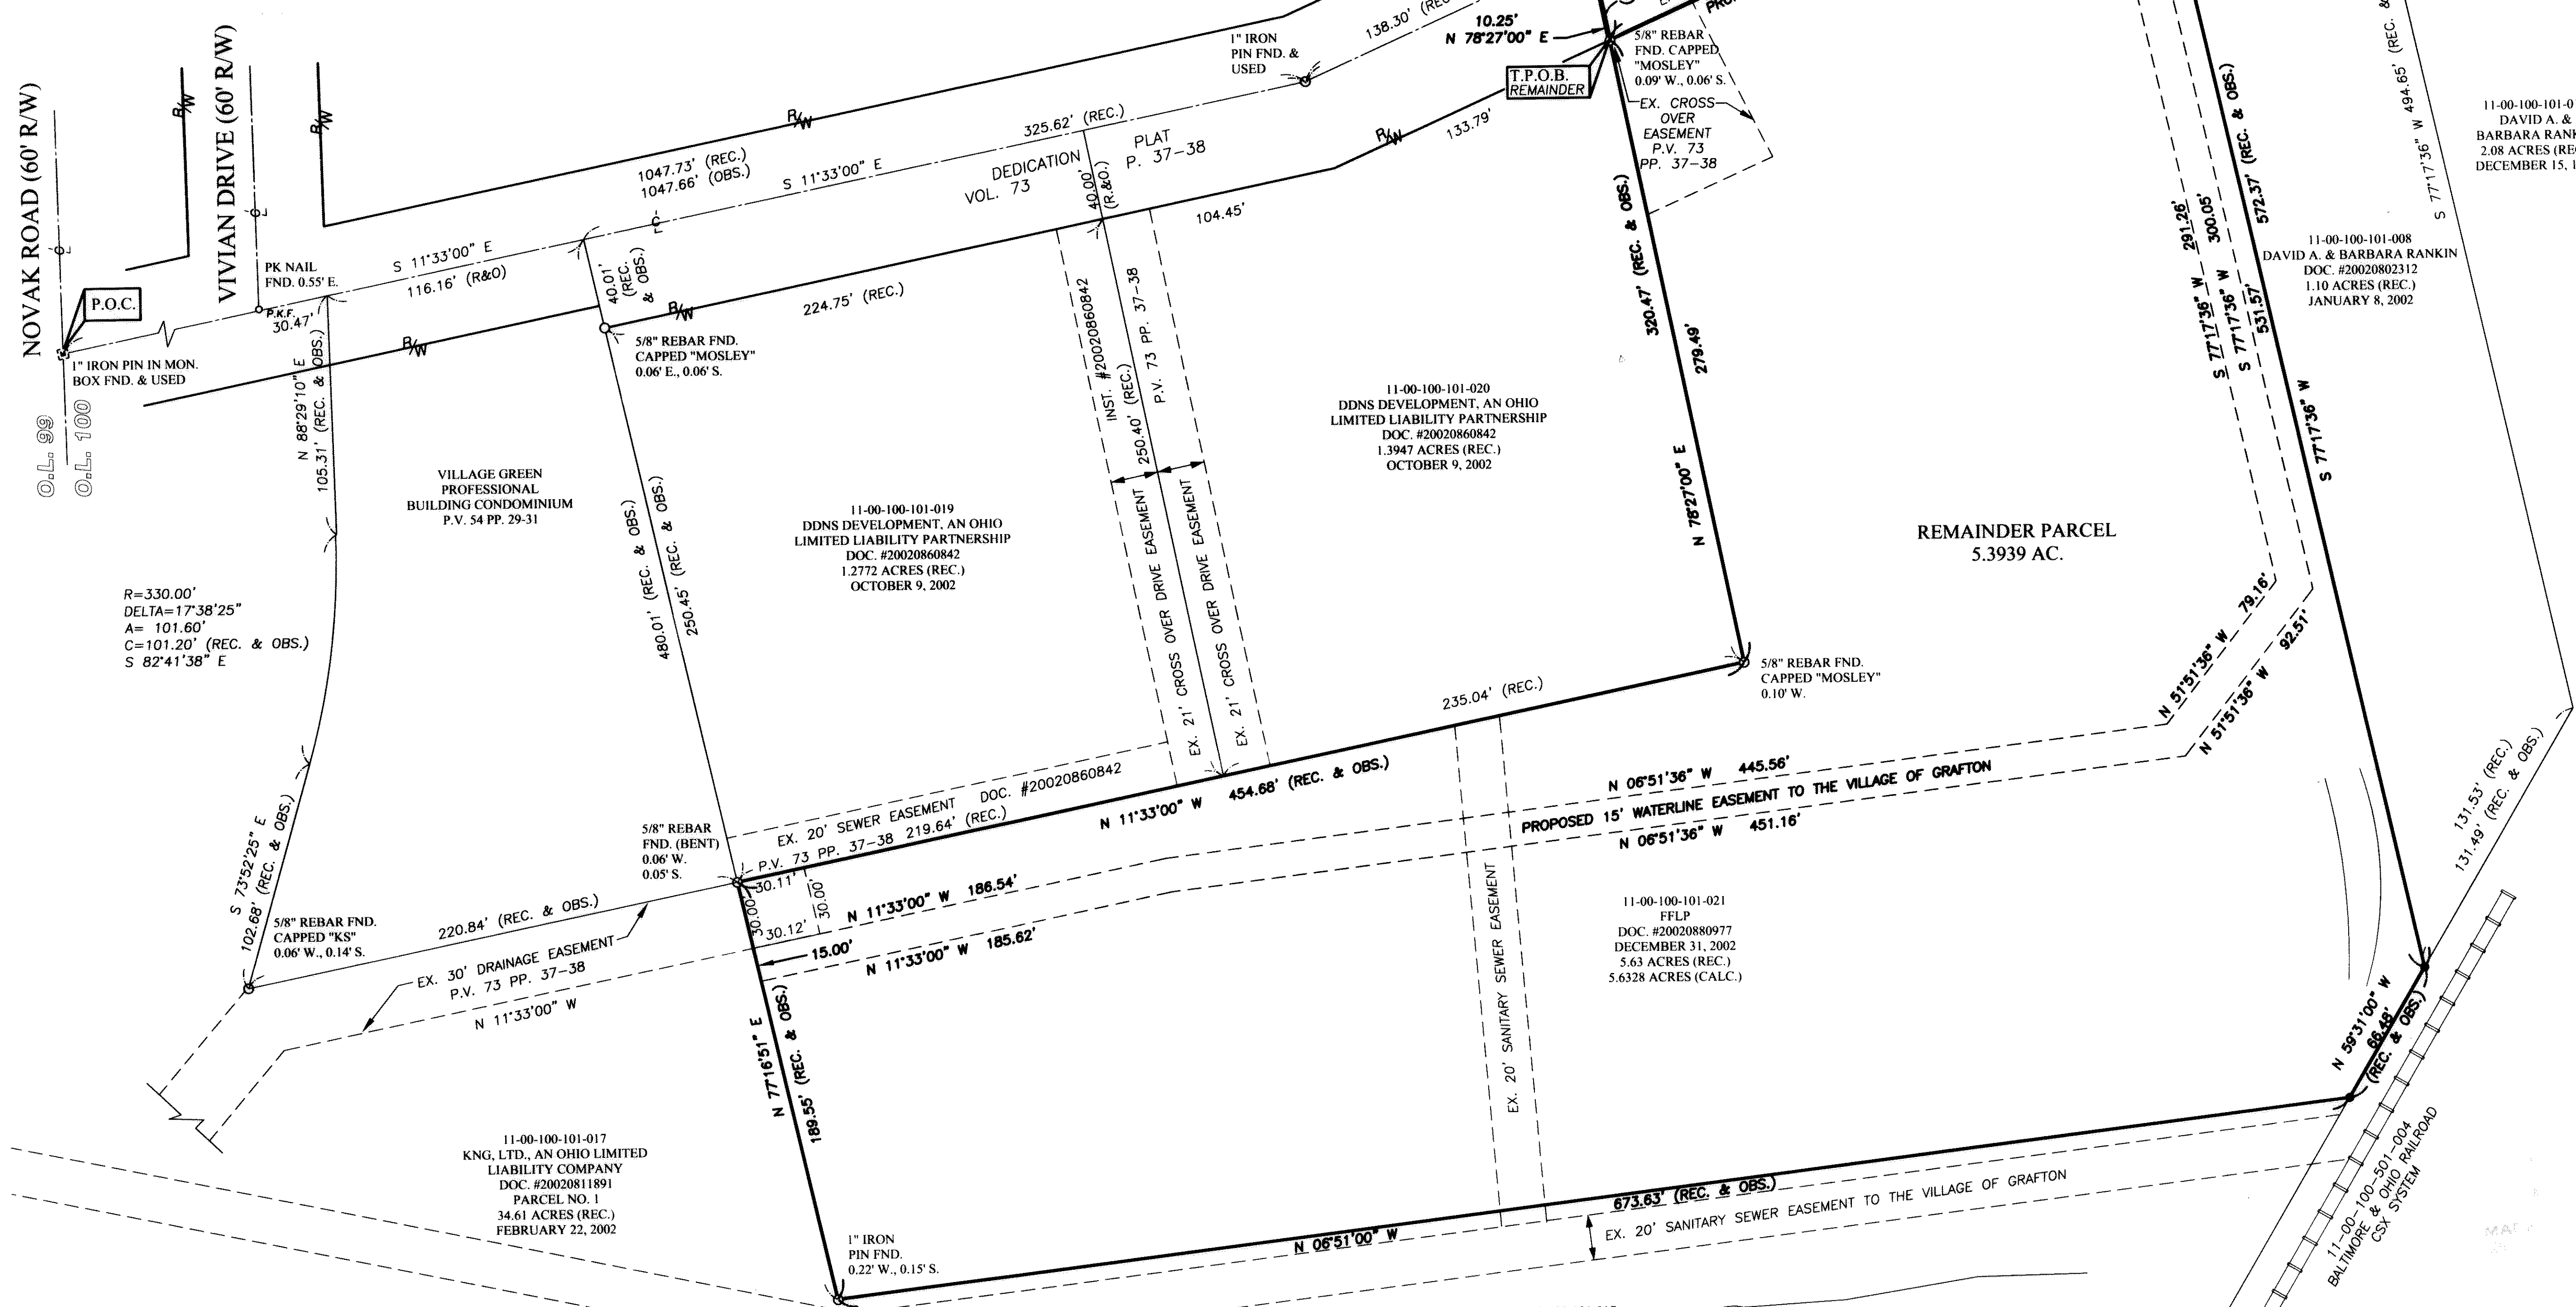 NOVAK ROAD (60' R/W)
VIVIAN DRIVE (60' R/W)
R/W
R/W
R/W
R/W
R/W
R/W
P.O.C.
1" IRON PIN IN MON.
BOX FND. & USED
O.L. 99
O.L. 100
PK NAIL
FND. 0.55' E.
P.K.F.
30.47'
S 11°33'00" E
116.16' (R&O)
N 88°29'10" E
105.31' (REC. & OBS.)
40.01'
(REC.
& OBS.)
1047.73' (REC.)
1047.66' (OBS.)
S 11°33'00" E
325.62' (REC.)
DEDICATION PLAT
VOL. 73 P. 37-38
40.00'
(R.&O.)
1" IRON
PIN FND. &
USED
138.30' (REC
10.25'
N 78°27'00" E
T.P.O.B.
REMAINDER
5/8" REBAR
FND. CAPPED
"MOSLEY"
0.09' W., 0.06' S.
EX. CROSS
OVER
EASEMENT
P.V. 73
PP. 37-38
133.79'
104.45'
224.75' (REC.)
5/8" REBAR FND.
CAPPED "MOSLEY"
0.06' E., 0.06' S.
INST. #20020860842
250.40' (REC.)
P.V. 73 PP. 37-38
EX. 21' CROSS OVER DRIVE EASEMENT
EX. 21' CROSS OVER DRIVE EASEMENT
320.47' (REC. & OBS.)
279.49'
N 78°27'00" E
11-00-100-101-020
DDNS DEVELOPMENT, AN OHIO
LIMITED LIABILITY PARTNERSHIP
DOC. #20020860842
1.3947 ACRES (REC.)
OCTOBER 9, 2002
VILLAGE GREEN
PROFESSIONAL
BUILDING CONDOMINIUM
P.V. 54 PP. 29-31
480.01' (REC. & OBS.)
250.45' (REC. & OBS.)
11-00-100-101-019
DDNS DEVELOPMENT, AN OHIO
LIMITED LIABILITY PARTNERSHIP
DOC. #20020860842
1.2772 ACRES (REC.)
OCTOBER 9, 2002
R=330.00'
DELTA=17°38'25"
A= 101.60'
C=101.20' (REC. & OBS.)
S 82°41'38" E
REMAINDER PARCEL
5.3939 AC.
291.26'
S 77°17'36" W
300.05'
S 77°17'36" W
531.57'
572.37' (REC. & OBS.)
S 77°17'36" W
S 77°17'36" W 494.65' (REC. &
11-00-100-101-0
DAVID A. &
BARBARA RANK
2.08 ACRES (RE
DECEMBER 15, 1
11-00-100-101-008
DAVID A. & BARBARA RANKIN
DOC. #20020802312
1.10 ACRES (REC.)
JANUARY 8, 2002
5/8" REBAR FND.
CAPPED "MOSLEY"
0.10' W.
235.04' (REC.)
N 51°51'36" W 79.16'
N 51°51'36" W 92.51'
N 06°51'36" W 445.56'
PROPOSED 15' WATERLINE EASEMENT TO THE VILLAGE OF GRAFTON
N 06°51'36" W 451.16'
131.53' (REC.)
131.49' (REC. & OBS.)
N 11°33'00" W 454.68' (REC. & OBS.)
EX. 20' SEWER EASEMENT DOC. #20020860842
P.V. 73 PP. 37-38 219.64' (REC.)
5/8" REBAR
FND. (BENT)
0.06' W.
0.05' S.
30.11'
30.00'
30.00'
30.12'
N 11°33'00" W 186.54'
15.00'
N 11°33'00" W 185.62'
S 73°52'25" E
102.68' (REC. & OBS.)
5/8" REBAR FND.
CAPPED "KS"
0.06' W., 0.14' S.
220.84' (REC. & OBS.)
EX. 30' DRAINAGE EASEMENT
P.V. 73 PP. 37-38
N 11°33'00" W
N 77°16'51" E
189.55' (REC. & OBS.)
EX. 20' SANITARY SEWER EASEMENT
11-00-100-101-021
FFLP
DOC. #20020880977
DECEMBER 31, 2002
5.63 ACRES (REC.)
5.6328 ACRES (CALC.)
N 59°31'00" W
66.48'
(REC. & OBS.)
11-00-100-101-017
KNG, LTD., AN OHIO LIMITED
LIABILITY COMPANY
DOC. #20020811891
PARCEL NO. 1
34.61 ACRES (REC.)
FEBRUARY 22, 2002
1" IRON
PIN FND.
0.22' W., 0.15' S.
N 06°51'00" W
673.63' (REC. & OBS.)
EX. 20' SANITARY SEWER EASEMENT TO THE VILLAGE OF GRAFTON
11-00-100-501-004
BALTIMORE & OHIO RAILROAD
CSX SYSTEM